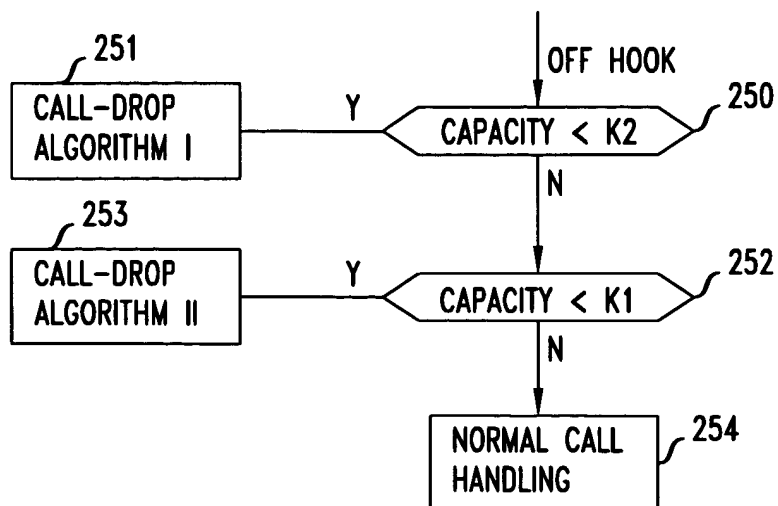 251
OFF HOOK
CALL-DROP
ALGORITHM I
Y
CAPACITY < K2
250
N
253
CALL-DROP
ALGORITHM II
Y
CAPACITY < K1
252
N
NORMAL CALL
HANDLING
254